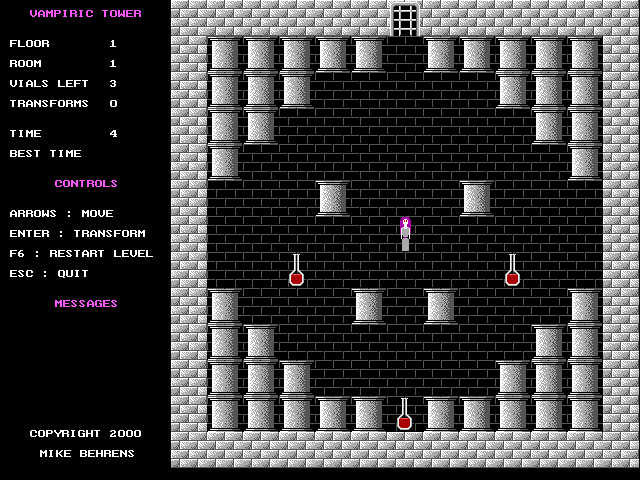 VAMPIRIC TOWER
FLOOR 1
ROOM 1
VIALS LEFT 3
TRANSFORMS 0
TIME 4
BEST TIME
CONTROLS
ARROWS : MOVE
ENTER : TRANSFORM
F6 : RESTART LEVEL
ESC : QUIT
MESSAGES
COPYRIGHT 2000
MIKE BEHRENS